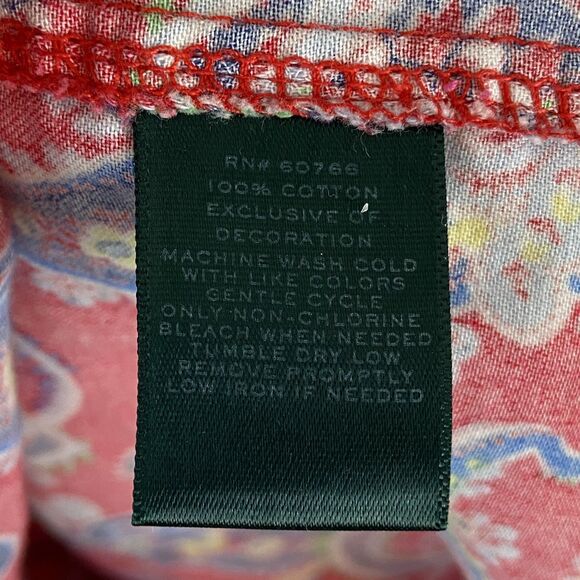 RN# 60766
100% COTTON
EXCLUSIVE OF
DECORATION
MACHINE WASH COLD
WITH LIKE COLORS
GENTLE CYCLE
ONLY NON-CHLORINE
BLEACH WHEN NEEDED
TUMBLE DRY LOW
REMOVE PROMPTLY
LOW IRON IF NEEDED